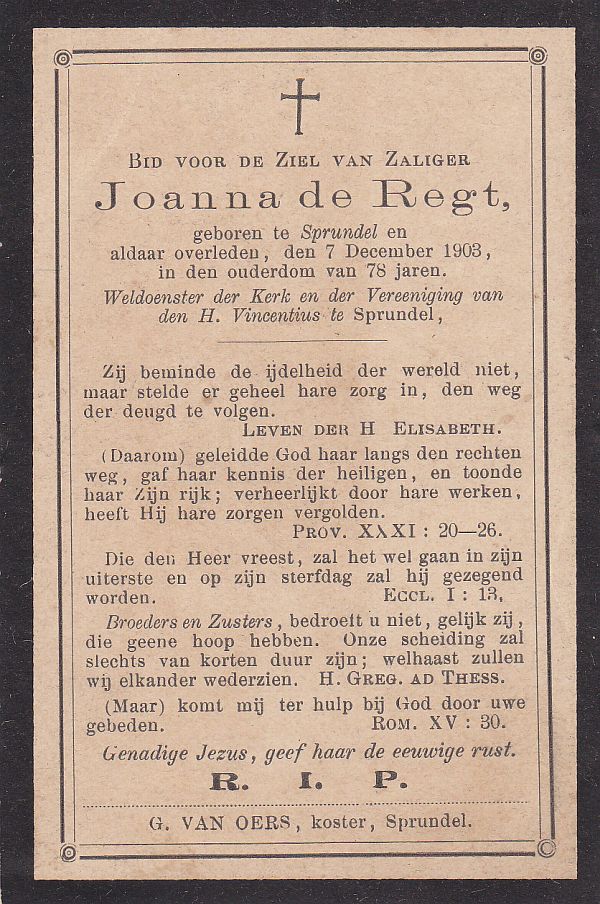 BID VOOR DE ZIEL VAN ZALIGER
Joanna de Regt,
geboren te Sprundel en
aldaar overleden, den 7 December 1903,
in den ouderdom van 78 jaren.
Weldoenster der Kerk en der Vereeniging van
den H. Vincentius te Sprundel,
Zij beminde de ijdelheid der wereld niet,
maar stelde er geheel hare zorg in, den weg
der deugd te volgen.
LEVEN DER H ELISABETH.
(Daarom) geleidde God haar langs den rechten
weg, gaf haar kennis der heiligen, en toonde
haar Zijn rijk; verheerlijkt door hare werken,
heeft Hij hare zorgen vergolden.
PROV. XXXI : 20—26.
Die den Heer vreest, zal het wel gaan in zijn
uiterste en op zijn sterfdag zal hij gezegend
worden. ECCL. I : 13,
Broeders en Zusters, bedroeft u niet, gelijk zij,
die geene hoop hebben. Onze scheiding zal
slechts van korten duur zijn; welhaast zullen
wij elkander wederzien. H. GREG. AD THESS.
(Maar) komt mij ter hulp bij God door uwe
gebeden. ROM. XV : 30.
Genadige Jezus, geef haar de eeuwige rust.
R. I. P.
G. VAN OERS, koster, Sprundel.